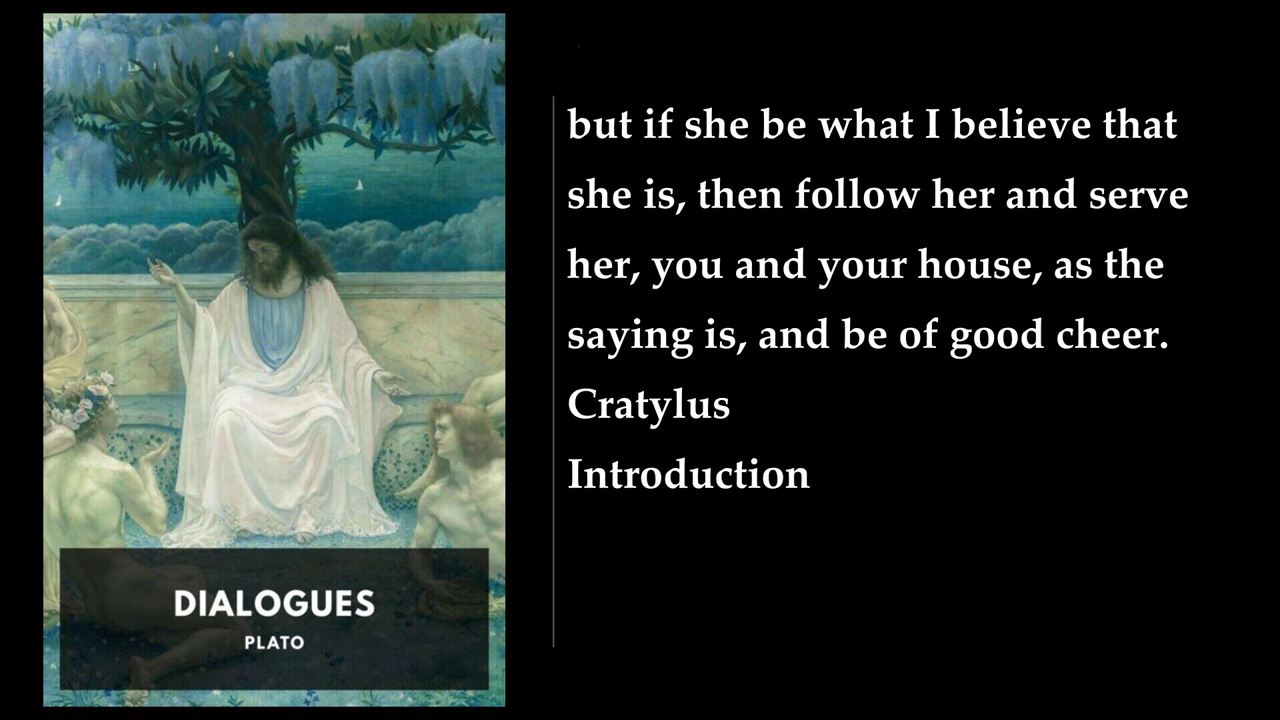 but if she be what I believe that
she is, then follow her and serve
her, you and your house, as the
saying is, and be of good cheer.
Cratylus
Introduction
DIALOGUES
PLATO